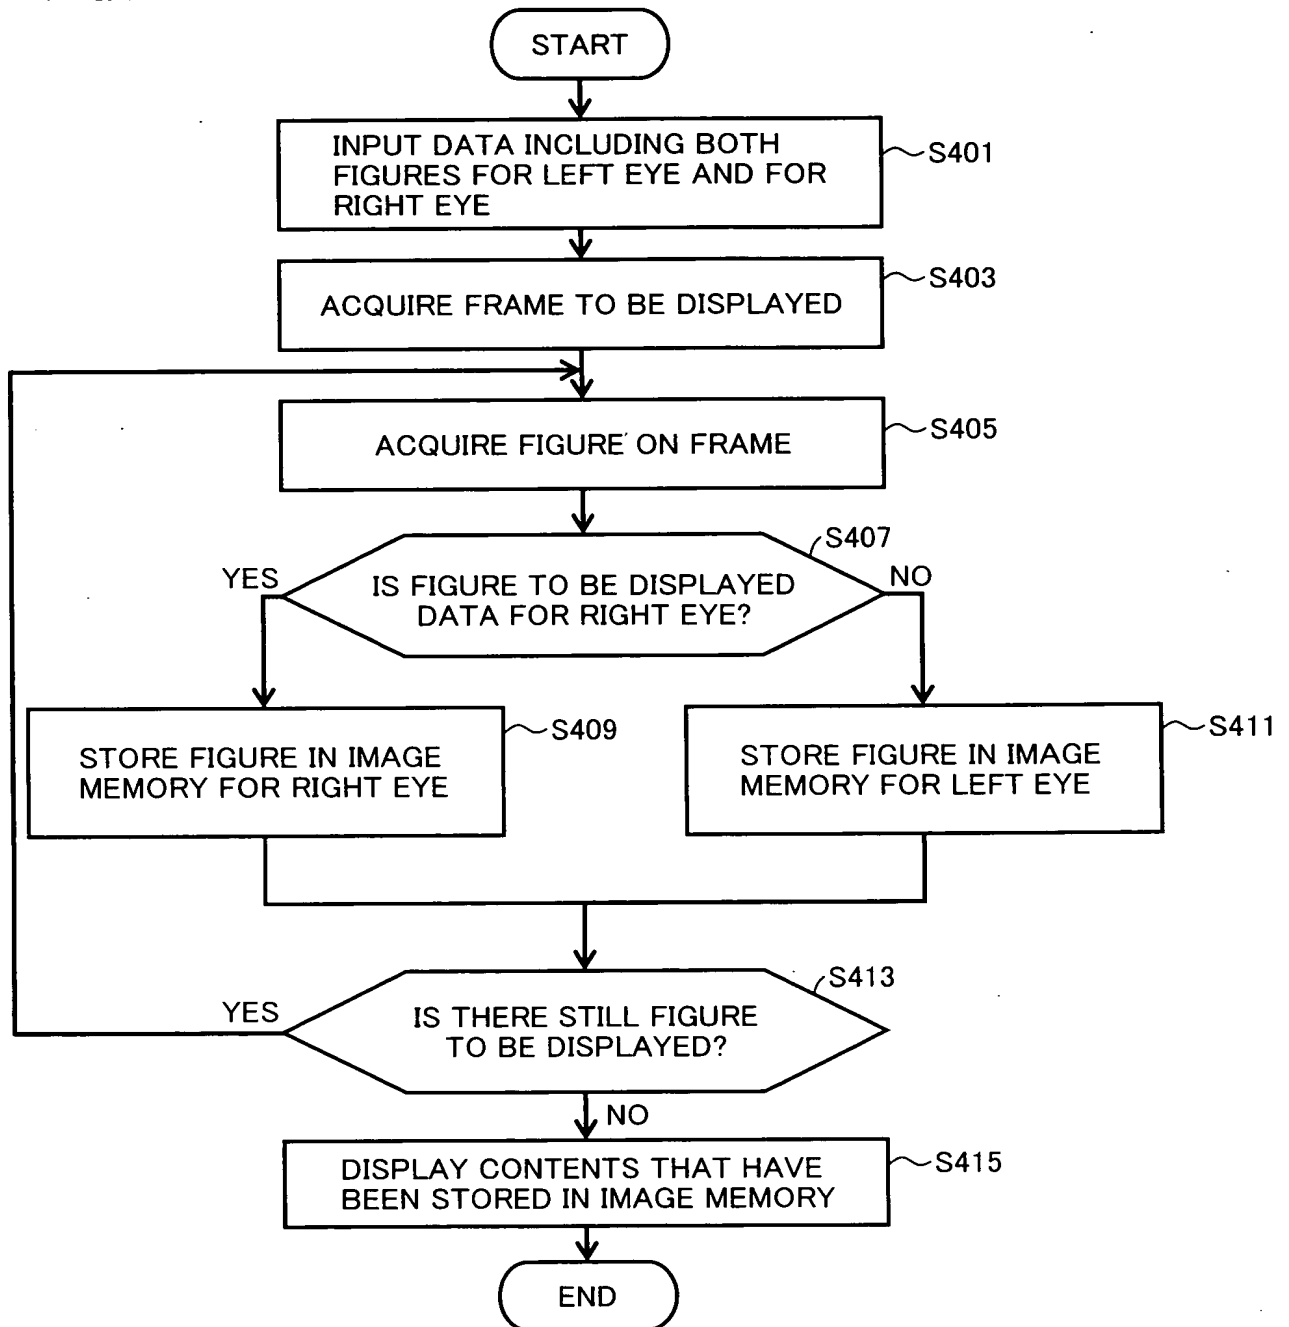 START
INPUT DATA INCLUDING BOTH
FIGURES FOR LEFT EYE AND FOR
RIGHT EYE
S401
ACQUIRE FRAME TO BE DISPLAYED
S403
ACQUIRE FIGURE ON FRAME
S405
S407
YES
IS FIGURE TO BE DISPLAYED
DATA FOR RIGHT EYE?
NO
STORE FIGURE IN IMAGE
MEMORY FOR RIGHT EYE
S409
STORE FIGURE IN IMAGE
MEMORY FOR LEFT EYE
S411
S413
YES
IS THERE STILL FIGURE
TO BE DISPLAYED?
NO
DISPLAY CONTENTS THAT HAVE
BEEN STORED IN IMAGE MEMORY
S415
END